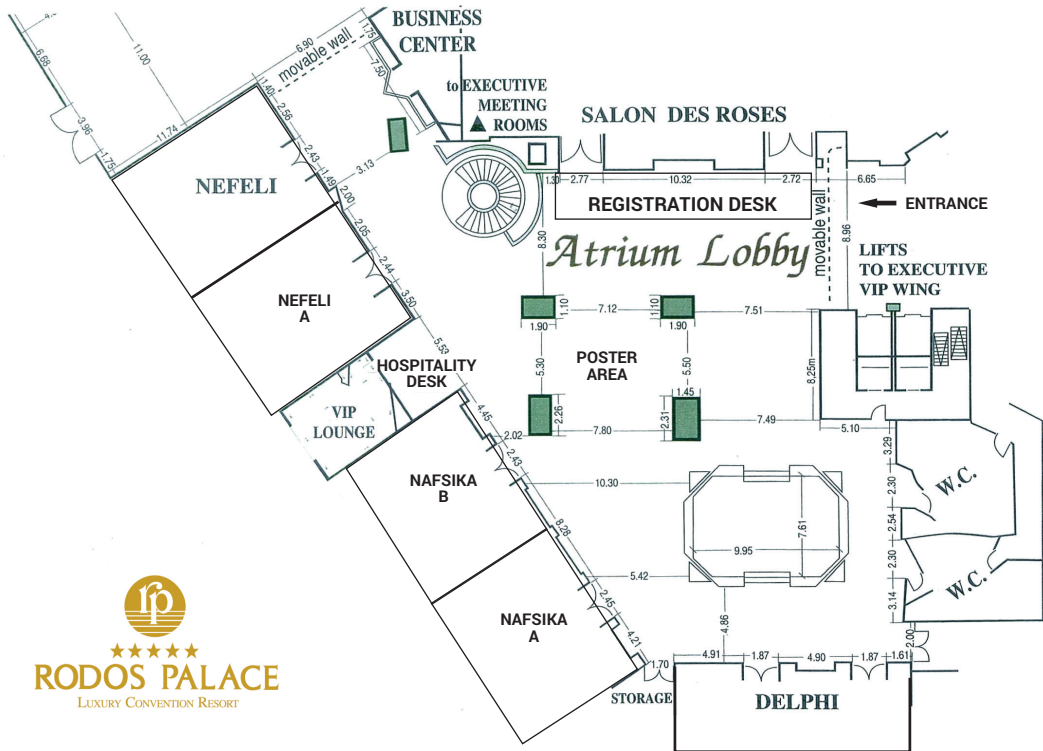 BUSINESS
CENTER
to EXECUTIVE
MEETING
ROOMS
SALON DES ROSES
REGISTRATION DESK
ENTRANCE
Atrium Lobby
movable wall
movable wall
LIFTS
TO EXECUTIVE
VIP WING
NEFELI
NEFELI
A
HOSPITALITY
DESK
VIP
LOUNGE
POSTER
AREA
NAFSIKA
B
NAFSIKA
A
W.C.
W.C.
STORAGE
DELPHI
6.68
11.00
3.96
1.75
11.74
6.90
1.75
7.50
1.40
2.56
2.43
1.49
2.00
3.13
2.05
2.44
3.50
5.53
4.45
2.02
2.43
8.26
2.45
4.21
1.70
1.30
2.77
10.32
2.72
6.65
8.30
8.96
1.10
7.12
1.10
7.51
1.90
1.90
5.30
5.50
8,25m
1.45
2.26
2.31
7.80
7.49
5.10
3.29
2.30
2.54
2.30
3.14
2.00
10.30
7.61
9.95
5.42
4.86
4.91
1.87
4.90
1.87
1.61
rp
RODOS PALACE
LUXURY CONVENTION RESORT